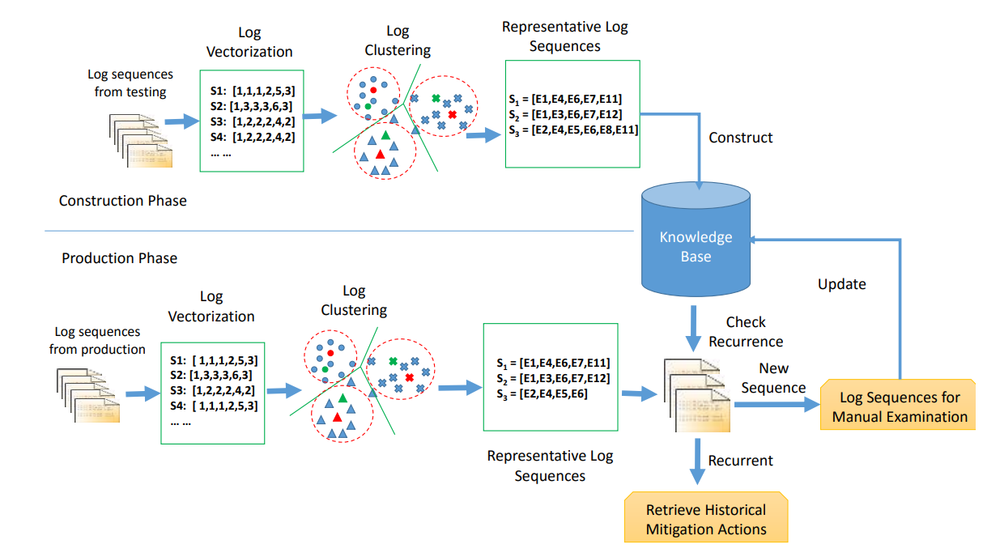 Log
Vectorization
Log
Clustering
Representative Log
Sequences
Log sequences
from testing
S1: [1,1,1,2,5,3]
S2: [1,3,3,3,6,3]
S3: [1,2,2,2,4,2]
S4: [1,2,2,2,4,2]
... ...
S1 = [E1,E4,E6,E7,E11]
S2 = [E1,E3,E6,E7,E12]
S3 = [E2,E4,E5,E6,E8,E11]
Construct
Construction Phase
Knowledge
Base
Production Phase
Update
Log
Vectorization
Log
Clustering
Log sequences
from production
S1: [ 1,1,1,2,5,3]
S2: [1,3,3,3,6,3]
S3: [1,2,2,2,4,2]
S4: [ 1,1,1,2,5,3]
... ...
S1 = [E1,E4,E6,E7,E11]
S2 = [E1,E3,E6,E7,E12]
S3 = [E2,E4,E5,E6]
Representative Log
Sequences
Check
Recurrence
New
Sequence
Log Sequences for
Manual Examination
Recurrent
Retrieve Historical
Mitigation Actions